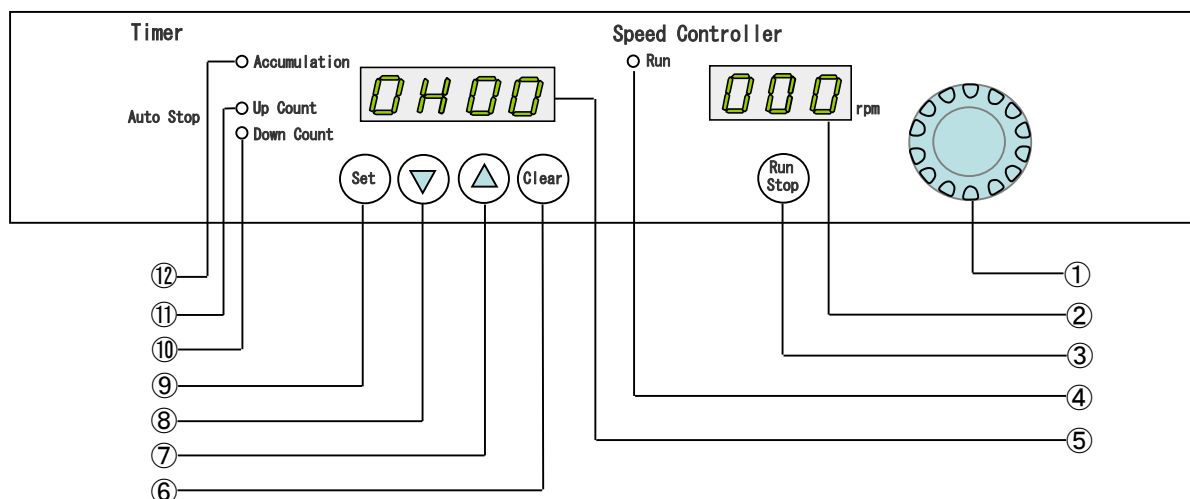 Timer
Speed Controller
Accumulation
Run
0H00
000
rpm
Up Count
Auto Stop
Down Count
Set
Clear
Run
Stop
⑫
①
⑪
②
⑩
③
⑨
④
⑧
⑤
⑦
⑥